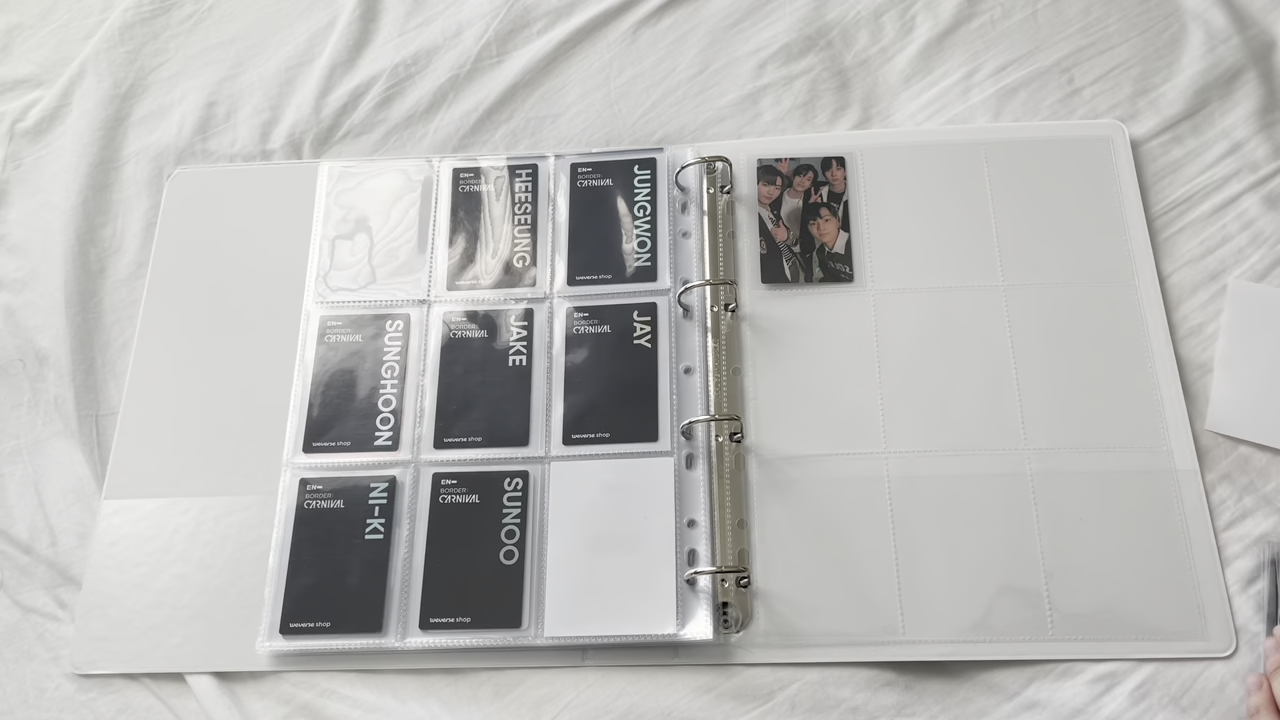 EN-
BORDER:
CARNIVAL
HEESEUNG
weverse shop
EN-
BORDER:
CARNIVAL
JUNGWON
weverse shop
EN-
BORDER:
CARNIVAL
SUNGHOON
weverse shop
EN-
BORDER:
CARNIVAL
JAKE
weverse shop
EN-
BORDER:
CARNIVAL
JAY
weverse shop
EN-
BORDER:
CARNIVAL
NI-KI
weverse shop
EN-
BORDER:
CARNIVAL
SUNOO
weverse shop